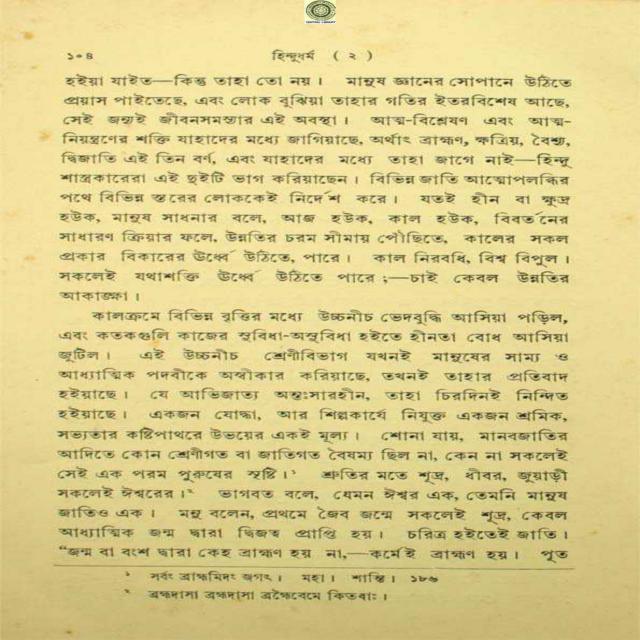 ১০৪ হিন্দুধর্ম ( ২ )
হইয়া যাইত—কিন্তু তাহা তো নয়। মানুষ জ্ঞানের সোপানে উঠিতে
প্রয়াস পাইতেছে, এবং লোক বুঝিয়া তাহার গতির ইতরবিশেষ আছে,
সেই জন্যই জীবনসমস্যার এই অবস্থা। আত্ম-বিশ্লেষণ এবং আত্ম-
নিয়ন্ত্রণের শক্তি যাহাদের মধ্যে জাগিয়াছে, অর্থাৎ ব্রাহ্মণ, ক্ষত্রিয়, বৈশ্য,
দ্বিজাতি এই তিন বর্ণ, এবং যাহাদের মধ্যে তাহা জাগে নাই—হিন্দু
শাস্ত্রকারেরা এই দুইটি ভাগ করিয়াছেন। বিভিন্ন জাতি আত্মোপলব্ধির
পথে বিভিন্ন স্তরের লোককেই নির্দেশ করে। যতই হীন বা ক্ষুদ্র
হউক, মানুষ সাধনার বলে, আজ হউক, কাল হউক, বিবর্তনের
সাধারণ ক্রিয়ার ফলে, উন্নতির চরম সীমায় পৌঁছিতে, কালের সকল
প্রকার বিকারের ঊর্ধ্বে উঠিতে, পারে। কাল নিরবধি, বিশ্ব বিপুল।
সকলেই যথাশক্তি ঊর্ধ্বে উঠিতে পারে;—চাই কেবল উন্নতির
আকাঙ্ক্ষা।
কালক্রমে বিভিন্ন বৃত্তির মধ্যে উচ্চনীচ ভেদবুদ্ধি আসিয়া পড়িল,
এবং কতকগুলি কাজের সুবিধা-অসুবিধা হইতে হীনতা বোধ আসিয়া
জুটিল। এই উচ্চনীচ শ্রেণীবিভাগ যখনই মানুষের সাম্য ও
আধ্যাত্মিক পদবীকে অস্বীকার করিয়াছে, তখনই তাহার প্রতিবাদ
হইয়াছে। যে আভিজাত্য অন্তঃসারহীন, তাহা চিরদিনই নিন্দিত
হইয়াছে। একজন যোদ্ধা, আর শিল্পকার্যে নিযুক্ত একজন শ্রমিক,
সভ্যতার কষ্টিপাথরে উভয়ের একই মূল্য। শোনা যায়, মানবজাতির
আদিতে কোন শ্রেণীগত বা জাতিগত বৈষম্য ছিল না, কেন না সকলেই
সেই এক পরম পুরুষের সৃষ্টি।১ শ্রুতির মতে শূদ্র, ধীবর, জুয়াড়ী
সকলেই ঈশ্বরের।২ ভাগবত বলে, যেমন ঈশ্বর এক, তেমনি মানুষ
জাতিও এক। মনু বলেন, প্রথমে জৈব জন্মে সকলেই শূদ্র, কেবল
আধ্যাত্মিক জন্ম দ্বারা দ্বিজত্ব প্রাপ্তি হয়। চরিত্র হইতেই জাতি।
“জন্ম বা বংশ দ্বারা কেহ ব্রাহ্মণ হয় না,—কর্মেই ব্রাহ্মণ হয়। পূত
১ সর্বং ব্রাহ্মমিদং জগৎ। মহা। শান্তি। ১৮৬
২ ব্রহ্মদাসা ব্রহ্মদাসা ব্রহ্মৈবেমে কিতবাঃ।